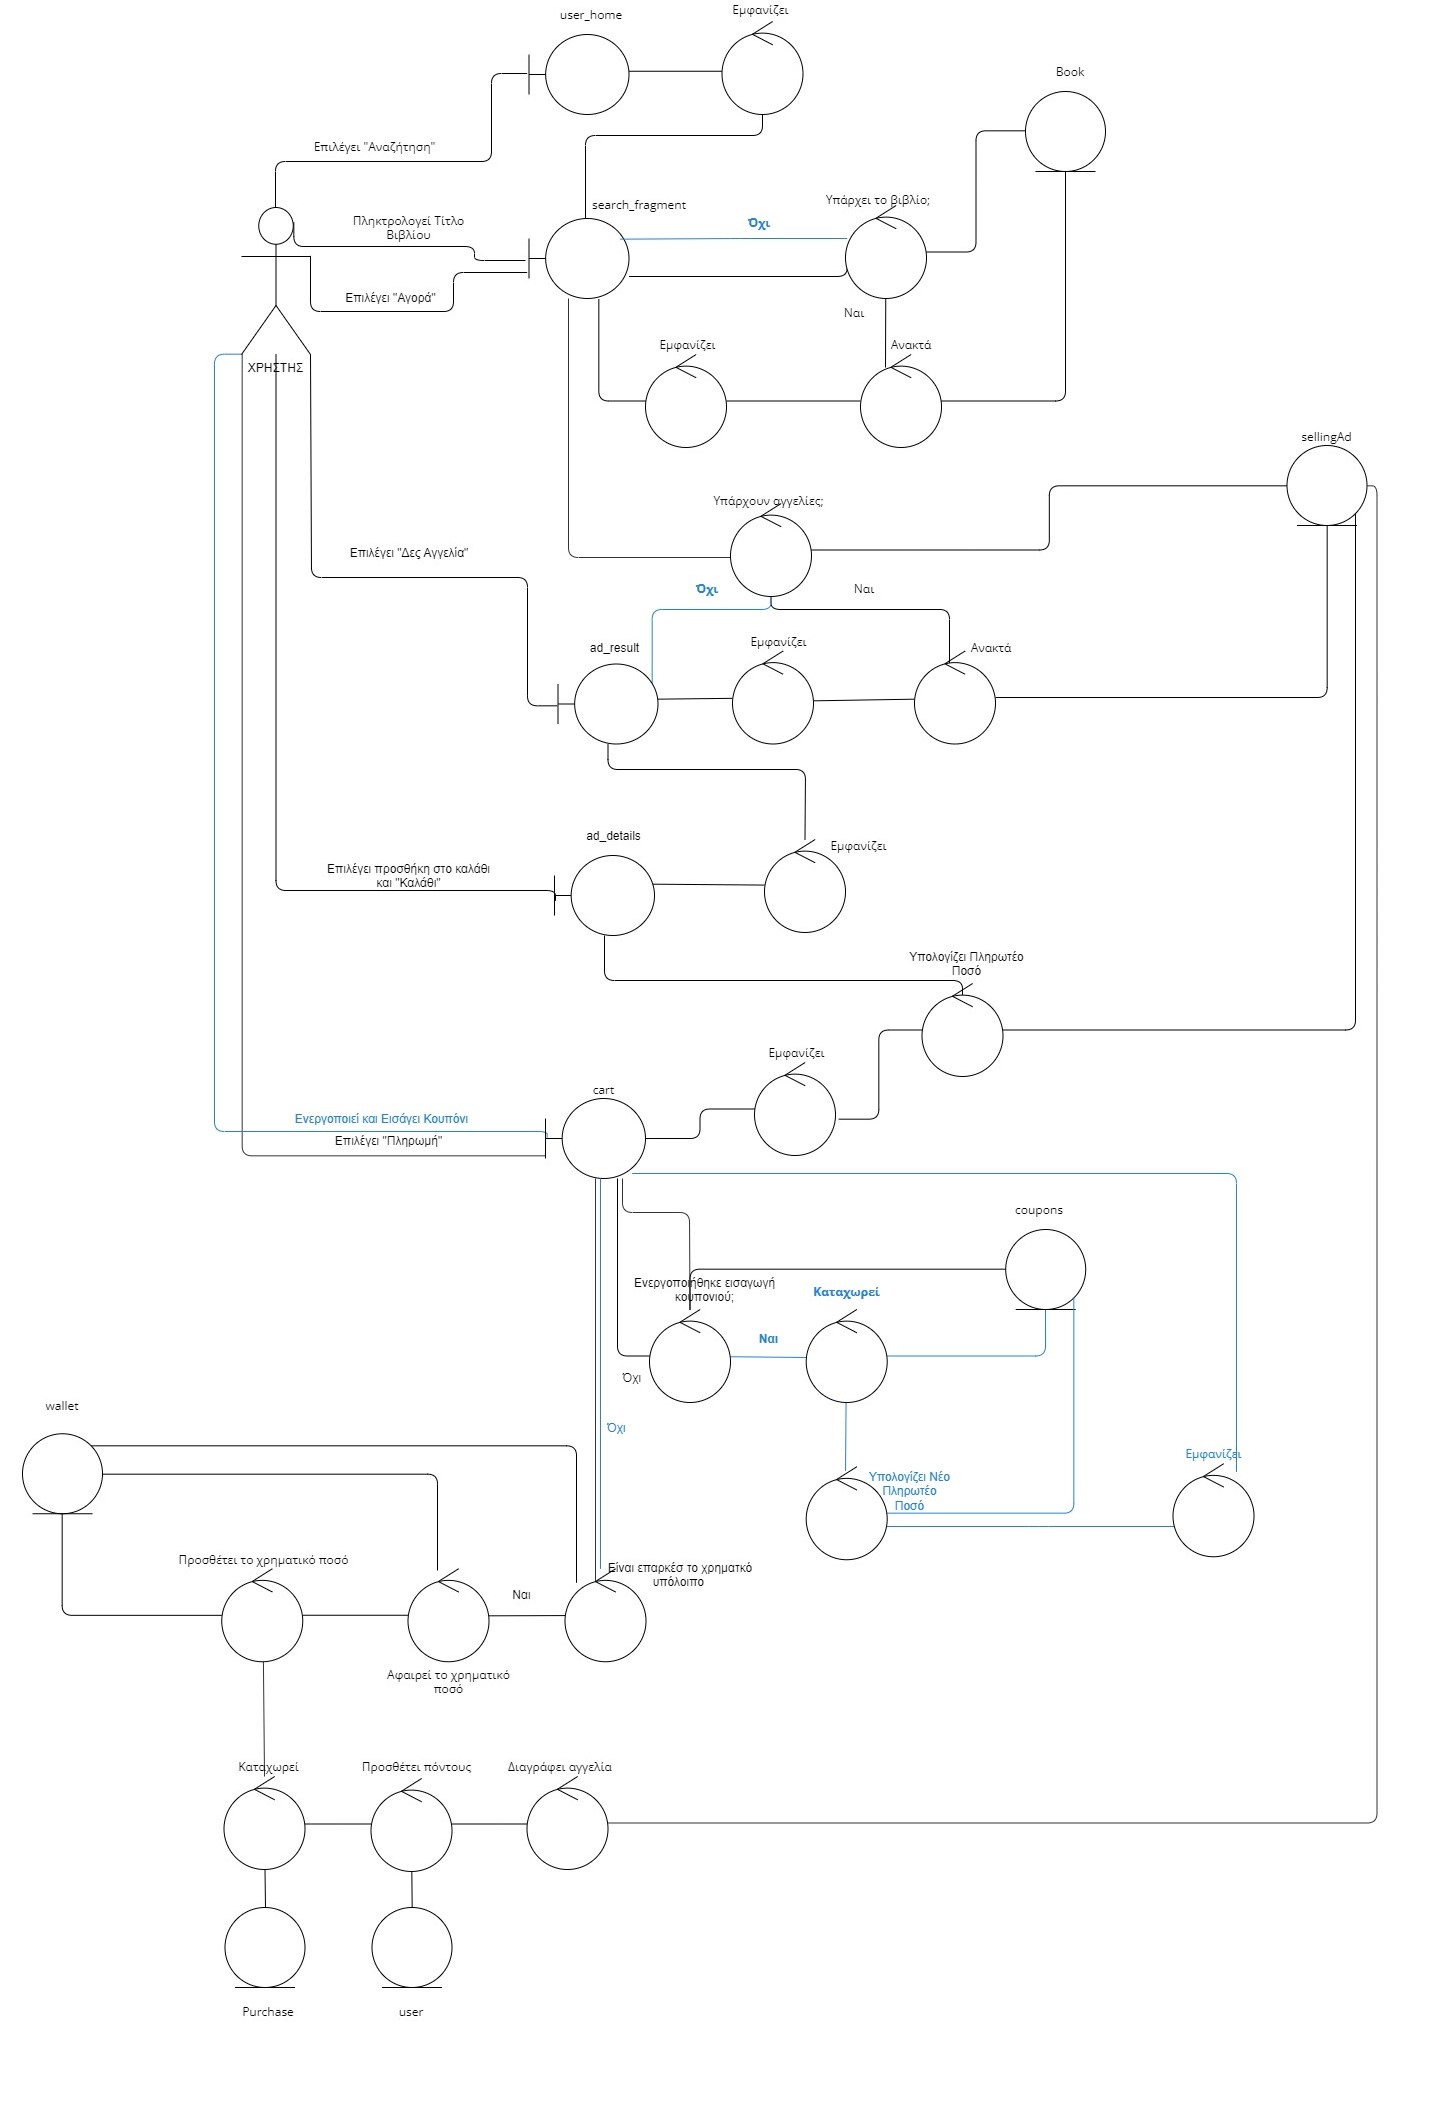 user_home
Εμφανίζει
Book
Επιλέγει "Αναζήτηση"
search_fragment
Υπάρχει το βιβλίο;
Πληκτρολογεί Τίτλο
Βιβλίου
Όχι
Επιλέγει "Αγορά"
Ναι
Εμφανίζει
Ανακτά
ΧΡΗΣΤΗΣ
sellingAd
Υπάρχουν αγγελίες;
Επιλέγει "Δες Αγγελία"
Όχι
Ναι
ad_result
Εμφανίζει
Ανακτά
ad_details
Εμφανίζει
Επιλέγει προσθήκη στο καλάθι
και "Καλάθι"
Υπολογίζει Πληρωτέο
Ποσό
Εμφανίζει
cart
Ενεργοποιεί και Εισάγει Κουπόνι
Επιλέγει "Πληρωμή"
coupons
Ενεργοποιήθηκε εισαγωγή
κουπονιού;
Καταχωρεί
Ναι
Όχι
wallet
Όχι
Εμφανίζει
Υπολογίζει Νέο
Πληρωτέο
Ποσό
Προσθέτει το χρηματικό ποσό
Είναι επαρκέσ το χρηματκό
υπόλοιπο
Ναι
Αφαιρεί το χρηματικό
ποσό
Καταχωρεί
Προσθέτει πόντους
Διαγράφει αγγελία
Purchase
user